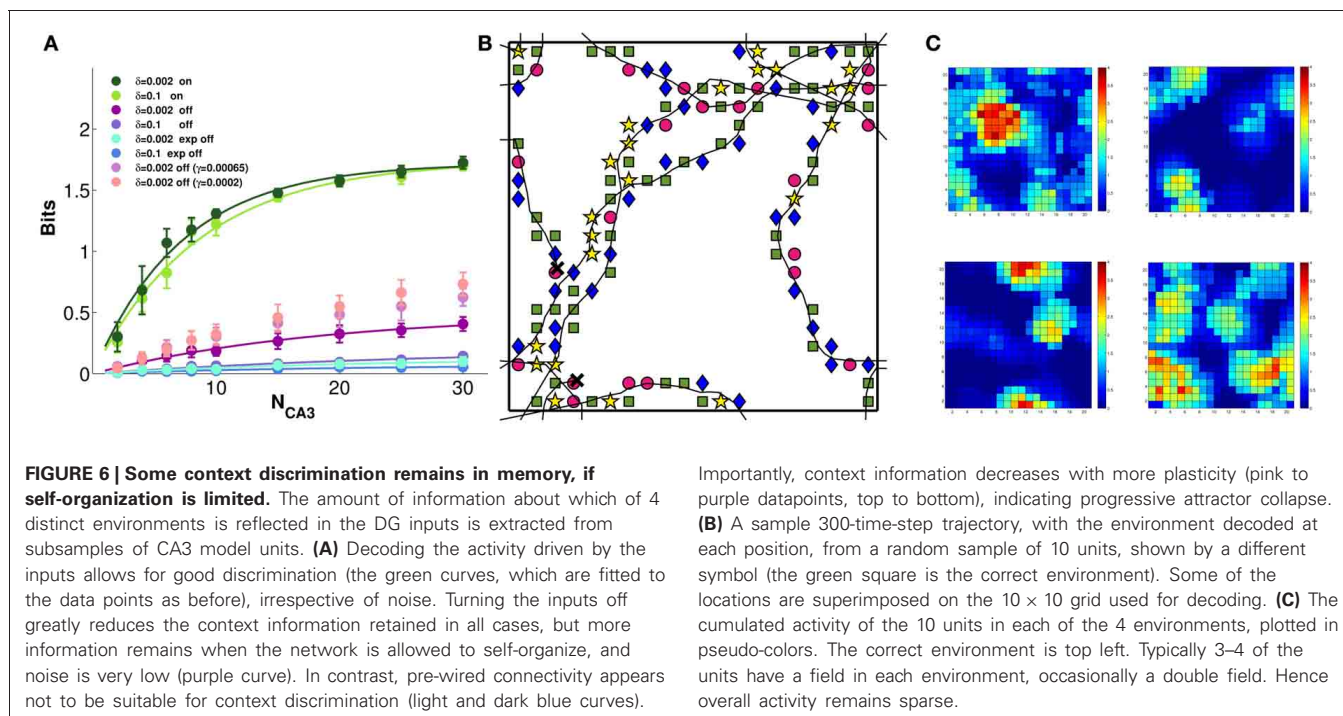 A
δ=0.002 on
δ=0.1 on
δ=0.002 off
δ=0.1 off
δ=0.002 exp off
δ=0.1 exp off
δ=0.002 off (γ=0.00065)
δ=0.002 off (γ=0.0002)
2
1.5
1
0.5
0
Bits
10
20
30
N_CA3
B
C
FIGURE 6 | Some context discrimination remains in memory, if
self-organization is limited. The amount of information about which of 4
distinct environments is reflected in the DG inputs is extracted from
subsamples of CA3 model units. (A) Decoding the activity driven by the
inputs allows for good discrimination (the green curves, which are fitted to
the data points as before), irrespective of noise. Turning the inputs off
greatly reduces the context information retained in all cases, but more
information remains when the network is allowed to self-organize, and
noise is very low (purple curve). In contrast, pre-wired connectivity appears
not to be suitable for context discrimination (light and dark blue curves).
Importantly, context information decreases with more plasticity (pink to
purple datapoints, top to bottom), indicating progressive attractor collapse.
(B) A sample 300-time-step trajectory, with the environment decoded at
each position, from a random sample of 10 units, shown by a different
symbol (the green square is the correct environment). Some of the
locations are superimposed on the 10 × 10 grid used for decoding. (C) The
cumulated activity of the 10 units in each of the 4 environments, plotted in
pseudo-colors. The correct environment is top left. Typically 3–4 of the
units have a field in each environment, occasionally a double field. Hence
overall activity remains sparse.